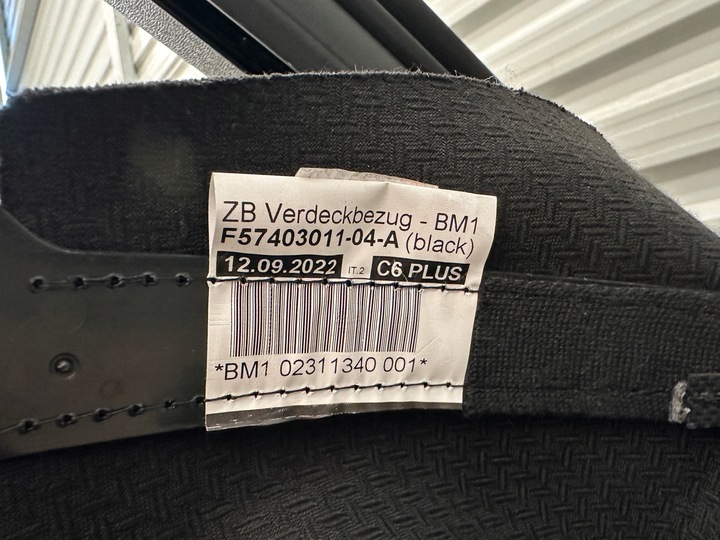 ZB Verdeckbezug - BM1
F57403011-04-A (black)
12.09.2022 IT.2 C6 PLUS
*BM1 02311340 001*